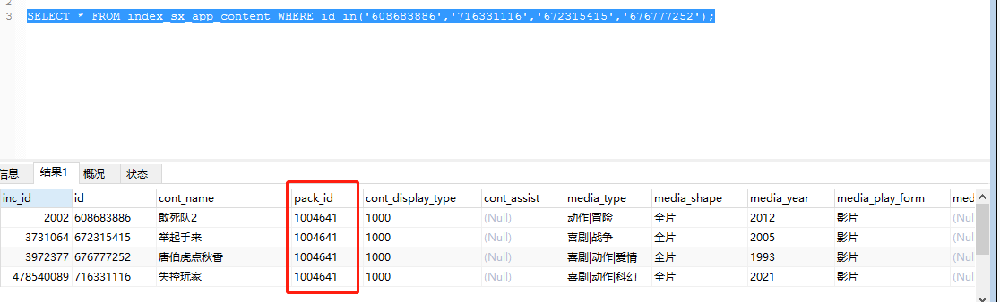 2
3 SELECT * FROM index_sx_app_content WHERE id in('608683886','716331116','672315415','676777252');
信息 结果1 概况 状态
inc_id id cont_name pack_id cont_display_type cont_assist media_type media_shape media_year media_play_form med
2002 608683886 敢死队2 1004641 1000 (Null) 动作|冒险 全片 2012 影片 (Nul
3731064 672315415 举起手来 1004641 1000 (Null) 喜剧|战争 全片 2005 影片 (Nul
3972377 676777252 唐伯虎点秋香 1004641 1000 (Null) 喜剧|动作|爱情 全片 1993 影片 (Nul
478540089 716331116 失控玩家 1004641 1000 (Null) 喜剧|动作|科幻 全片 2021 影片 (Nul